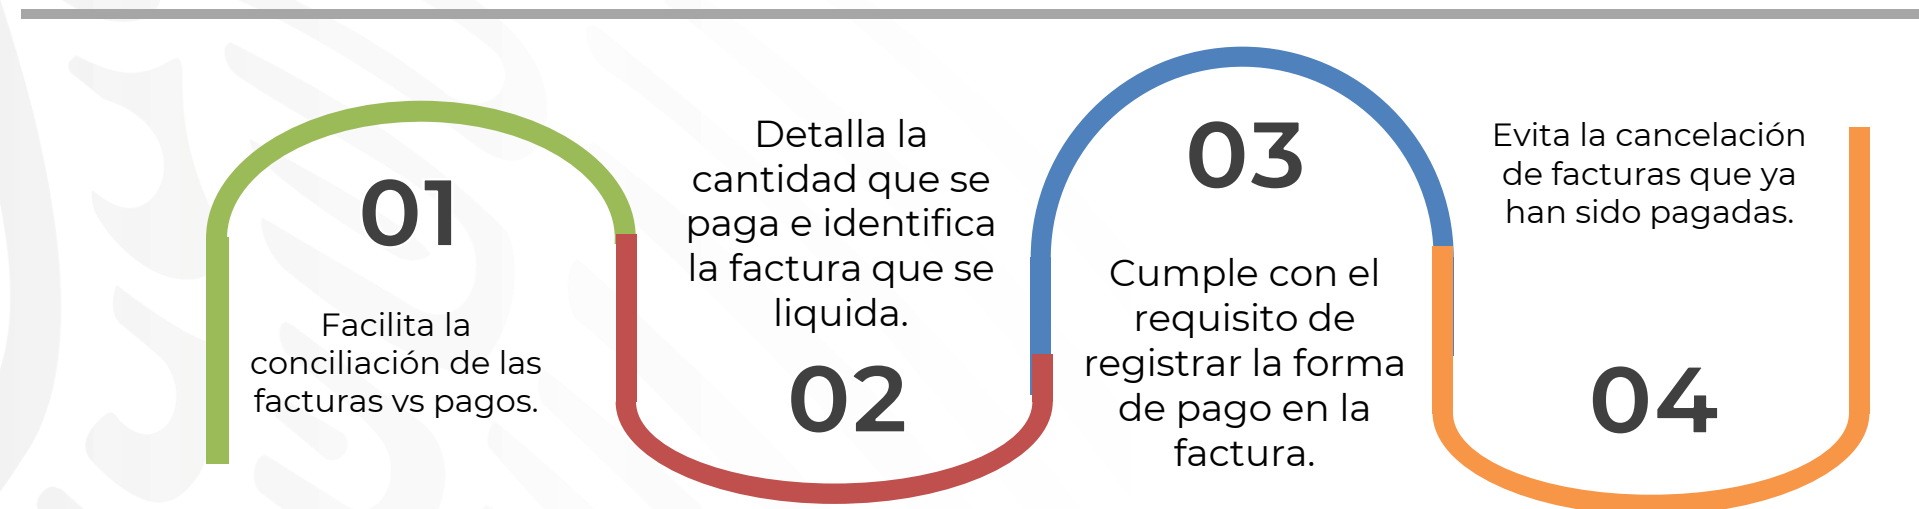 01
Facilita la
conciliación de las
facturas vs pagos.
Detalla la
cantidad que se
paga e identifica
la factura que se
liquida.
02
03
Cumple con el
requisito de
registrar la forma
de pago en la
factura.
Evita la cancelación
de facturas que ya
han sido pagadas.
04